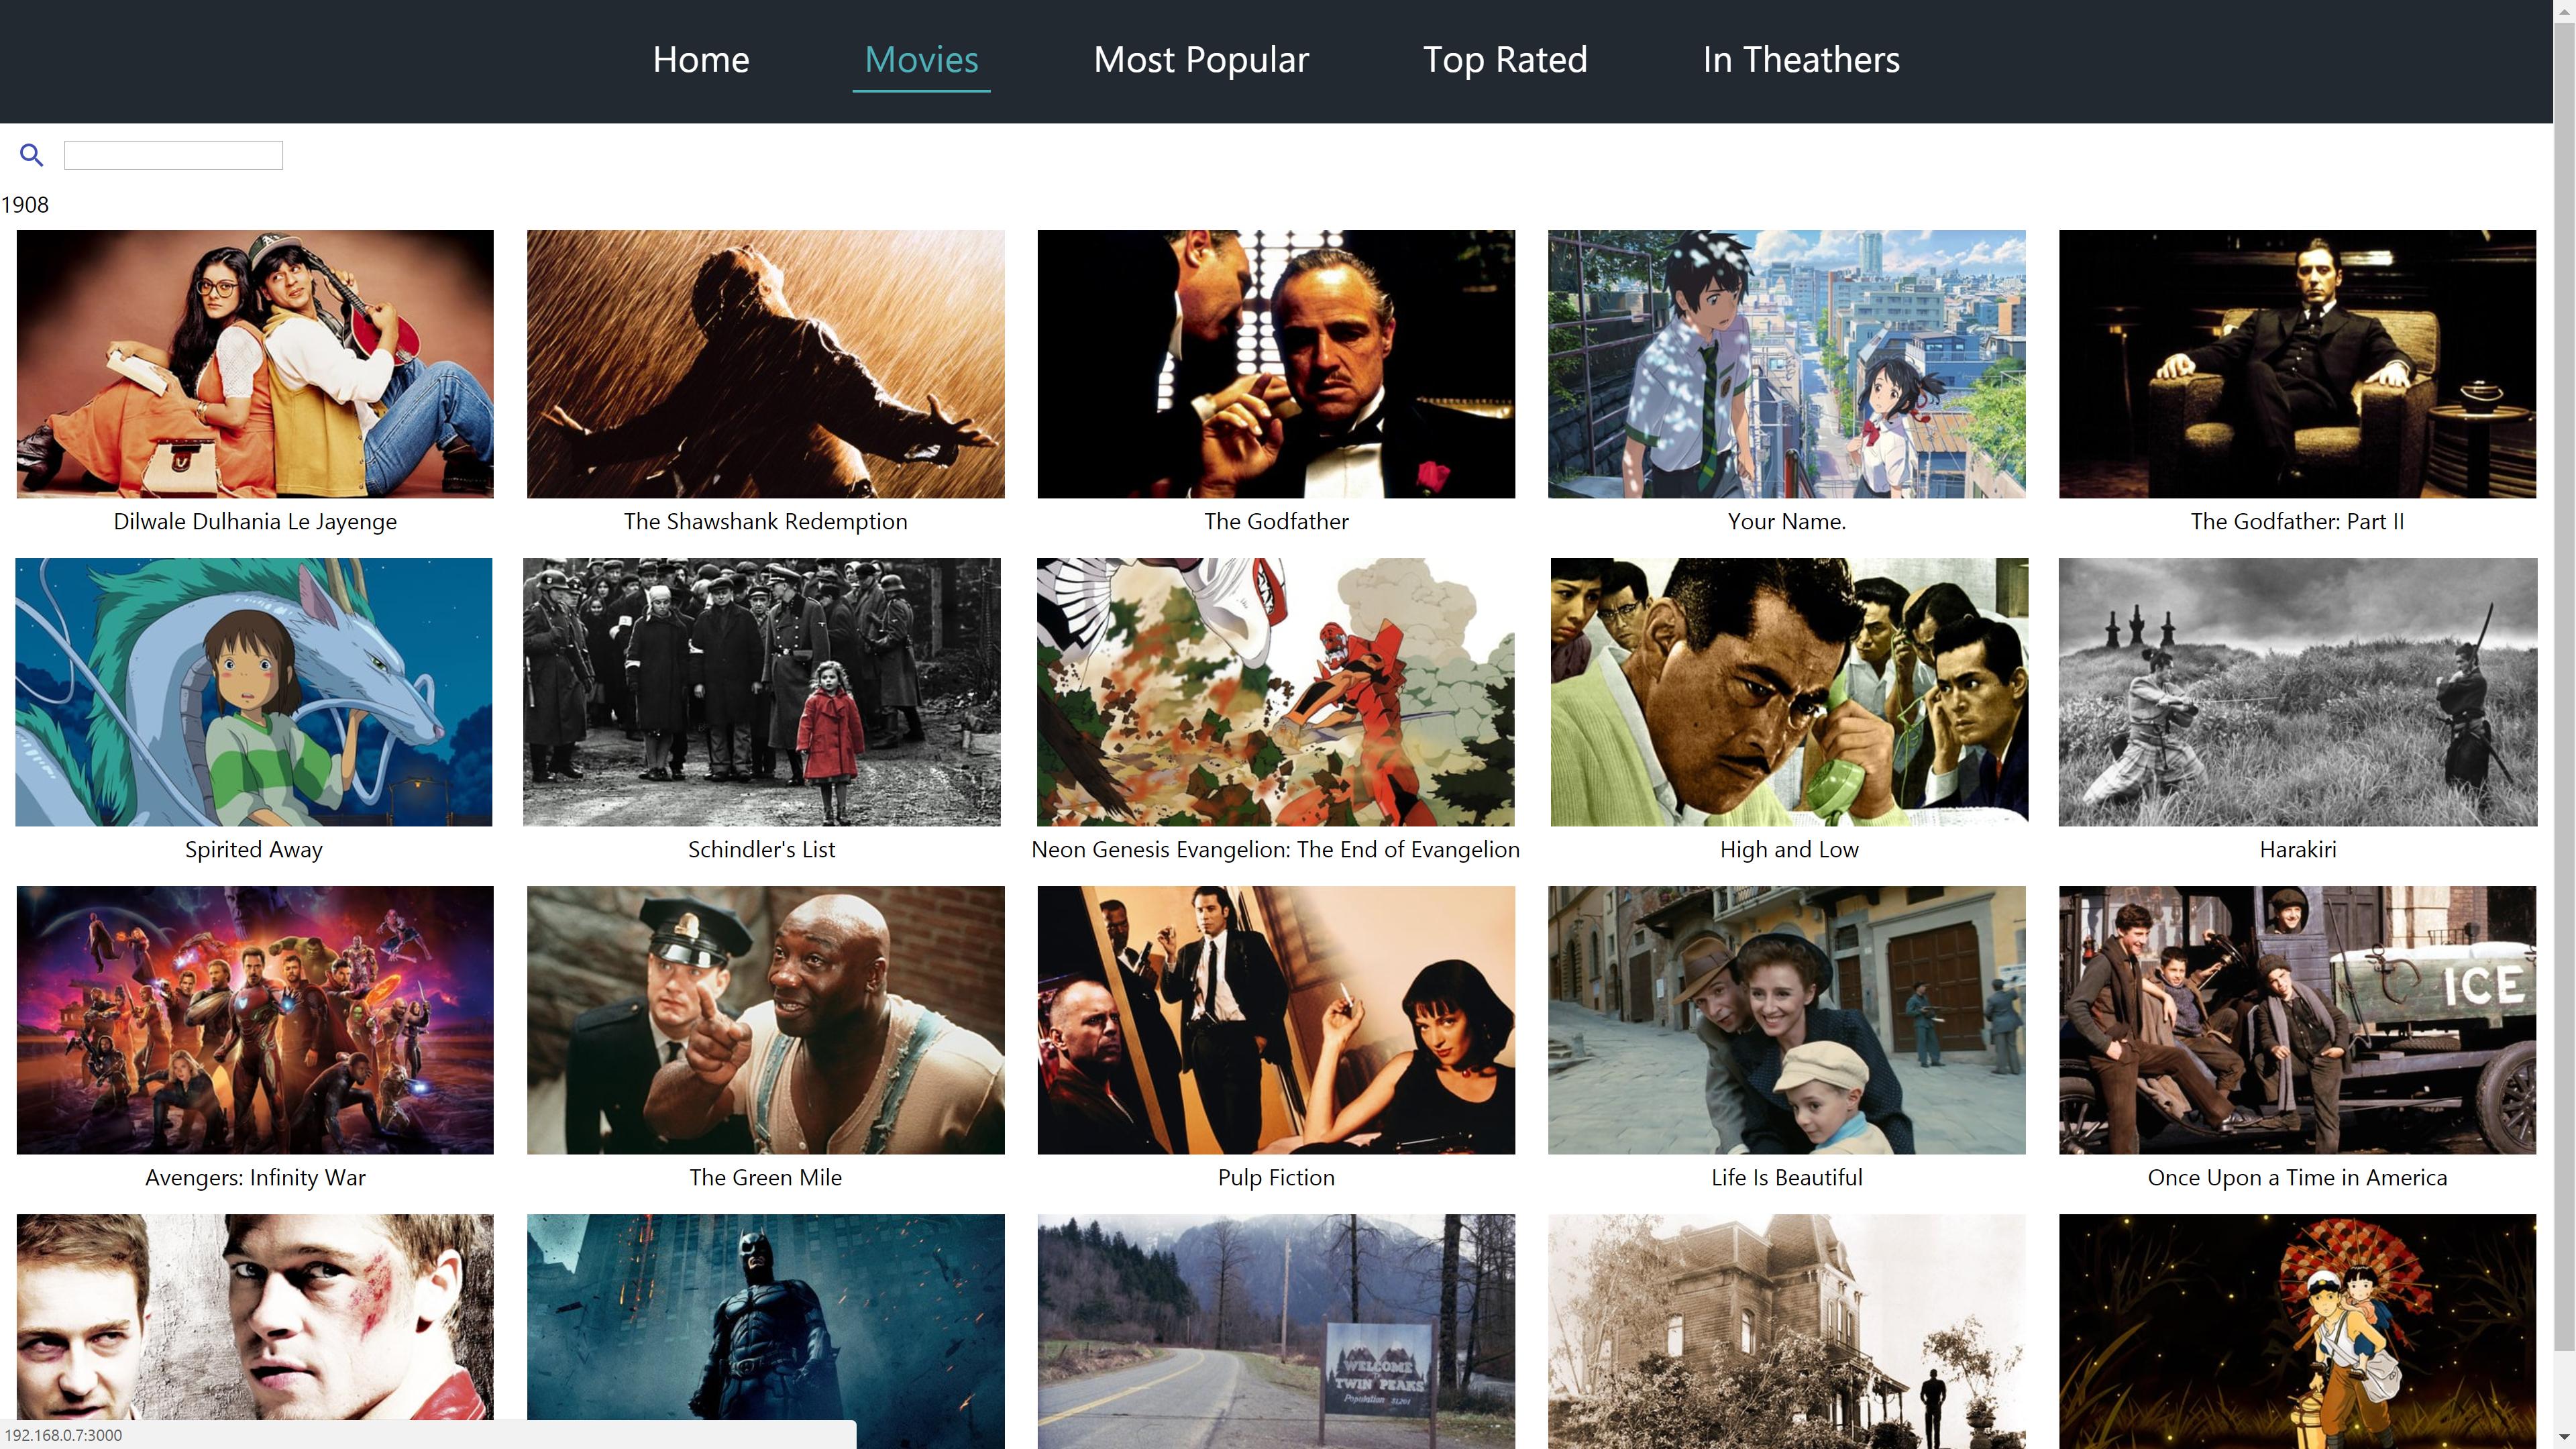 Home Movies Most Popular Top Rated In Theathers
1908
Dilwale Dulhania Le Jayenge
The Shawshank Redemption
The Godfather
Your Name.
The Godfather: Part II
Spirited Away
Schindler's List
Neon Genesis Evangelion: The End of Evangelion
High and Low
Harakiri
ICE
Avengers: Infinity War
The Green Mile
Pulp Fiction
Life Is Beautiful
Once Upon a Time in America
WELCOME
TWIN PEAKS
192.168.0.7:3000